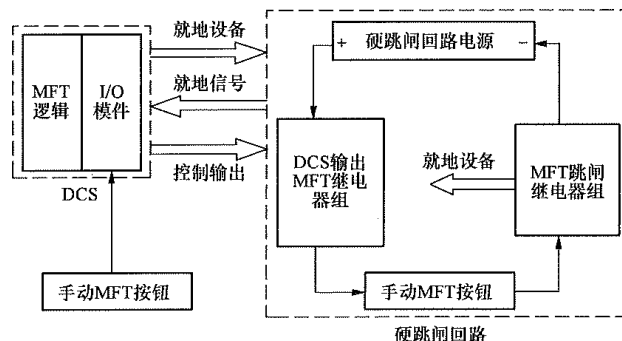 就地设备
就地信号
控制输出
MFT
逻辑
I/O
模件
DCS
手动MFT按钮
+ 硬跳闸回路电源 −
DCS输出
MFT继电
器组
就地设备
MFT跳闸
继电器组
手动MFT按钮
硬跳闸回路